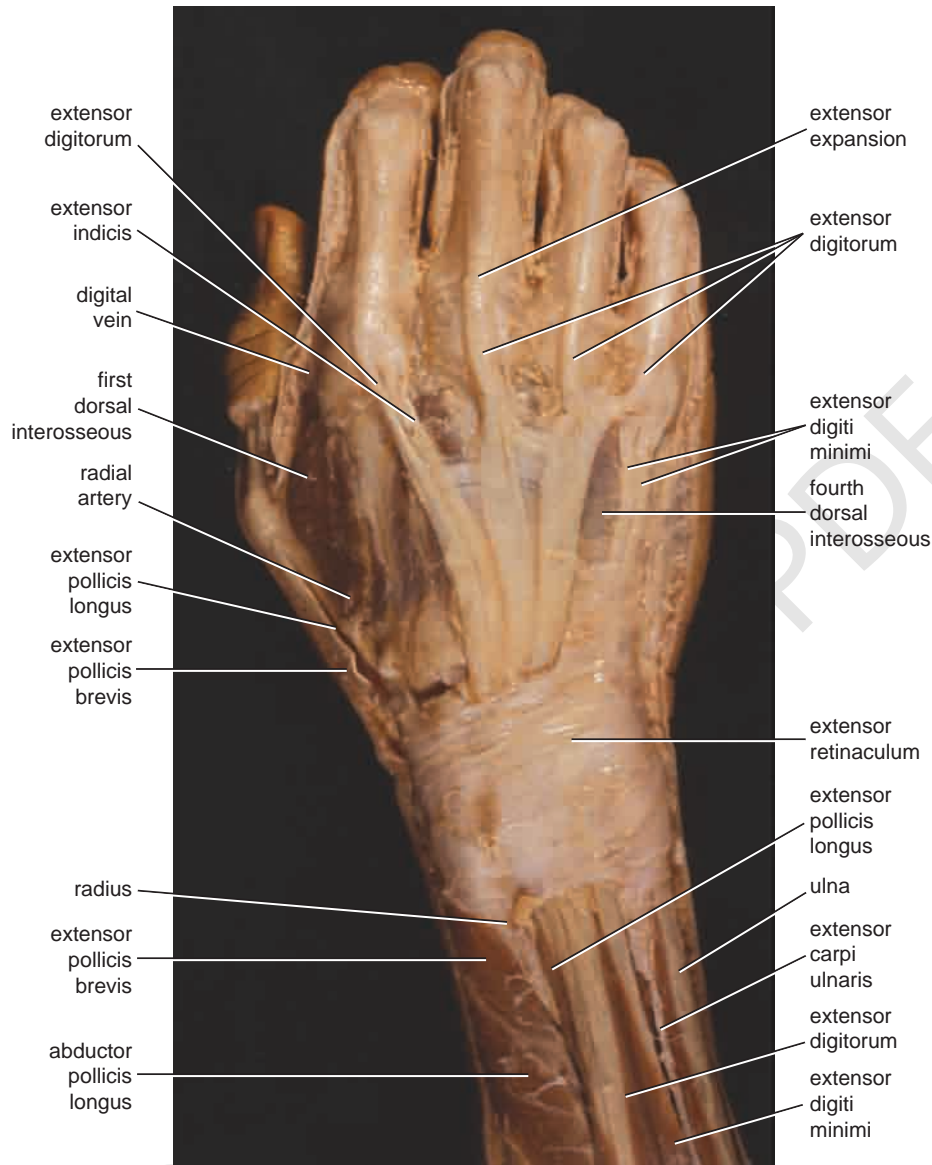 extensor
digitorum
extensor
indicis
digital
vein
first
dorsal
interosseous
radial
artery
extensor
pollicis
longus
extensor
pollicis
brevis
radius
extensor
pollicis
brevis
abductor
pollicis
longus
extensor
expansion
extensor
digitorum
extensor
digiti
minimi
fourth
dorsal
interosseous
extensor
retinaculum
extensor
pollicis
longus
ulna
extensor
carpi
ulnaris
extensor
digitorum
extensor
digiti
minimi
PDF